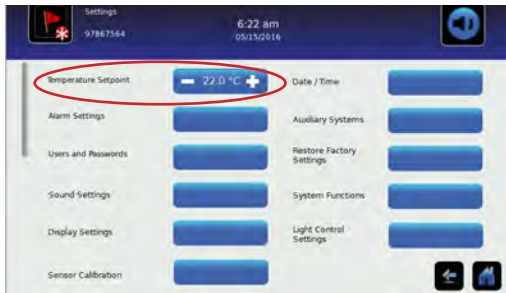 Settings
97867564
6:22 am
05/15/2016
Temperature Setpoint
22.0 °C
Date / Time
Alarm Settings
Auxiliary Systems
Users and Passwords
Restore Factory
Settings
Sound Settings
System Functions
Display Settings
Light Control
Settings
Sensor Calibration